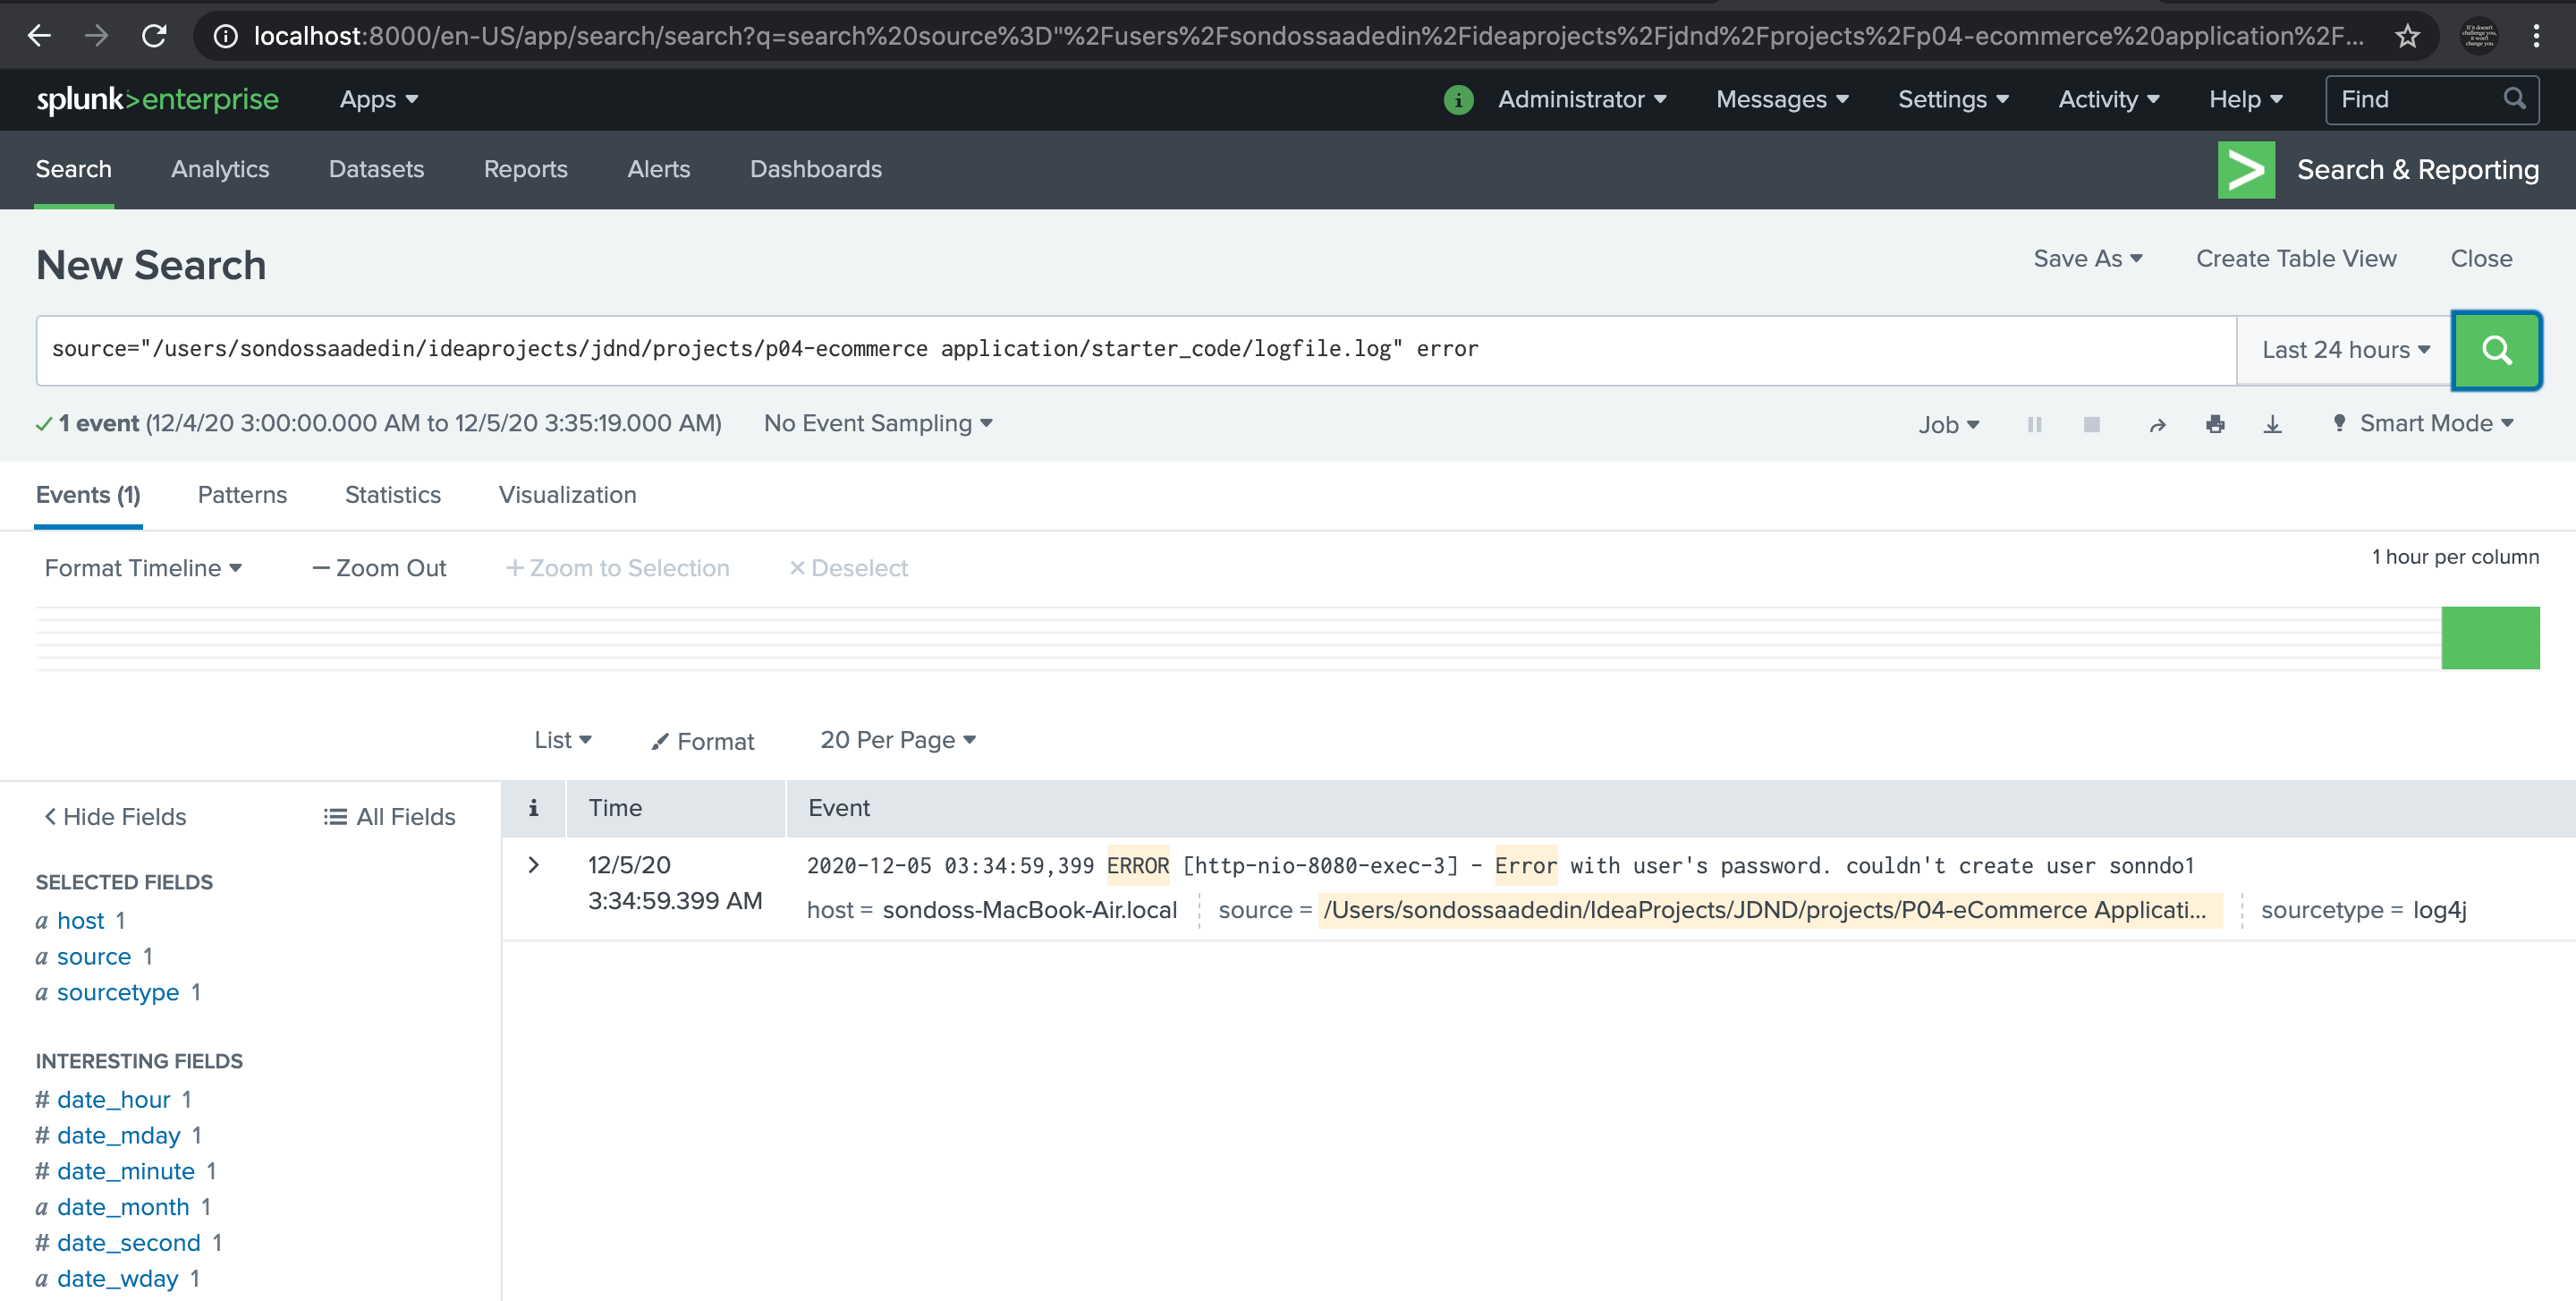 localhost:8000/en-US/app/search/search?q=search%20source%3D"%2Fusers%2Fsondossaadedin%2Fideaprojects%2Fjdnd%2Fprojects%2Fp04-ecommerce%20application%2F...
splunk>enterprise Apps Administrator Messages Settings Activity Help Find
Search Analytics Datasets Reports Alerts Dashboards Search & Reporting
New Search Save As Create Table View Close
source="/users/sondossaadedin/ideaprojects/jdnd/projects/p04-ecommerce application/starter_code/logfile.log" error Last 24 hours
1 event (12/4/20 3:00:00.000 AM to 12/5/20 3:35:19.000 AM) No Event Sampling Job Smart Mode
Events (1) Patterns Statistics Visualization
Format Timeline Zoom Out Zoom to Selection Deselect 1 hour per column
List Format 20 Per Page
Hide Fields All Fields
SELECTED FIELDS
a host 1
a source 1
a sourcetype 1
INTERESTING FIELDS
# date_hour 1
# date_mday 1
# date_minute 1
a date_month 1
# date_second 1
a date_wday 1
i Time Event
12/5/20 3:34:59.399 AM
2020-12-05 03:34:59,399 ERROR [http-nio-8080-exec-3] - Error with user's password. couldn't create user sonndo1
host = sondoss-MacBook-Air.local source = /Users/sondossaadedin/IdeaProjects/JDND/projects/P04-eCommerce Applicati... sourcetype = log4j